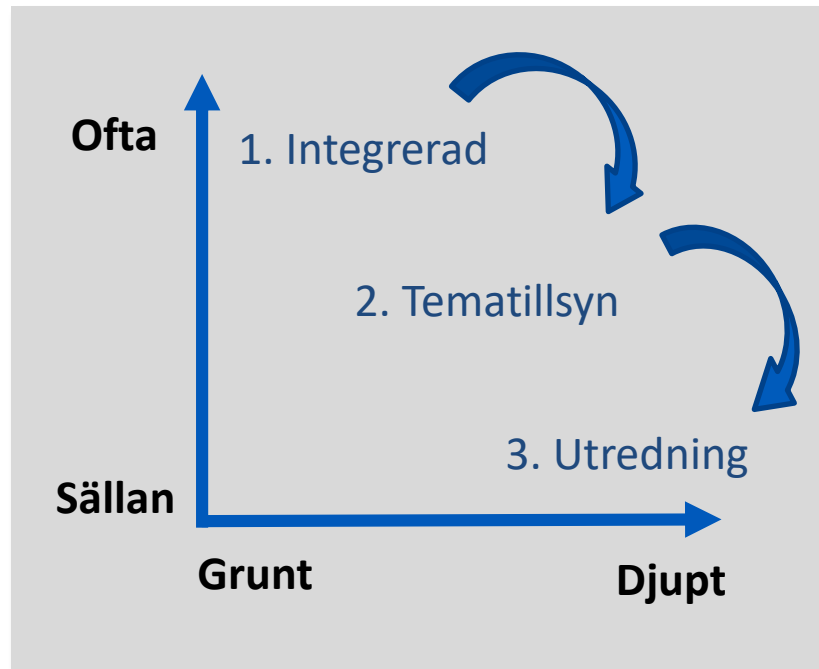 Ofta
1. Integrerad
2. Tematillsyn
3. Utredning
Sällan
Grunt
Djupt